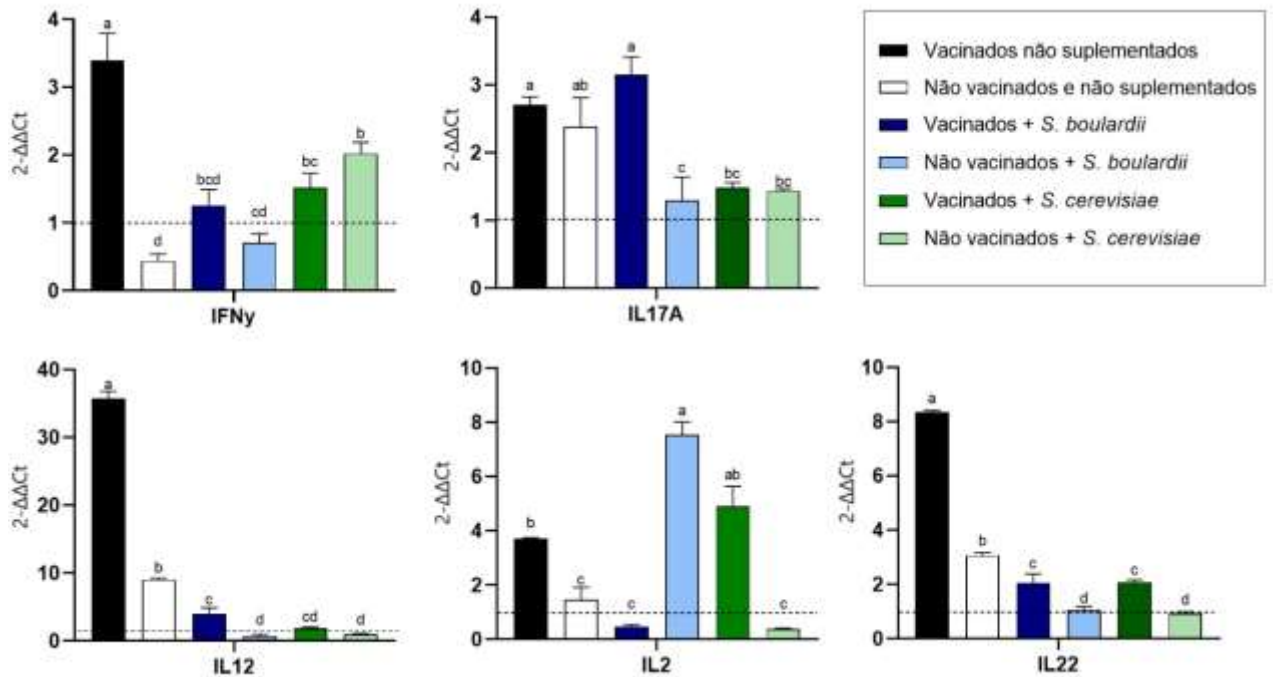 4
3
2
1
0
2-ΔΔCt
a
d
bcd
cd
bc
b
IFNy
4
3
2
1
0
2-ΔΔCt
a
ab
a
c
bc
bc
IL17A
Vacinados não suplementados
Não vacinados e não suplementados
Vacinados + S. boulardii
Não vacinados + S. boulardii
Vacinados + S. cerevisiae
Não vacinados + S. cerevisiae
40
30
20
10
0
2-ΔΔCt
a
b
c
d
cd
d
IL12
10
8
6
4
2
0
2-ΔΔCt
b
c
c
a
ab
c
IL2
10
8
6
4
2
0
2-ΔΔCt
a
b
c
d
c
d
IL22